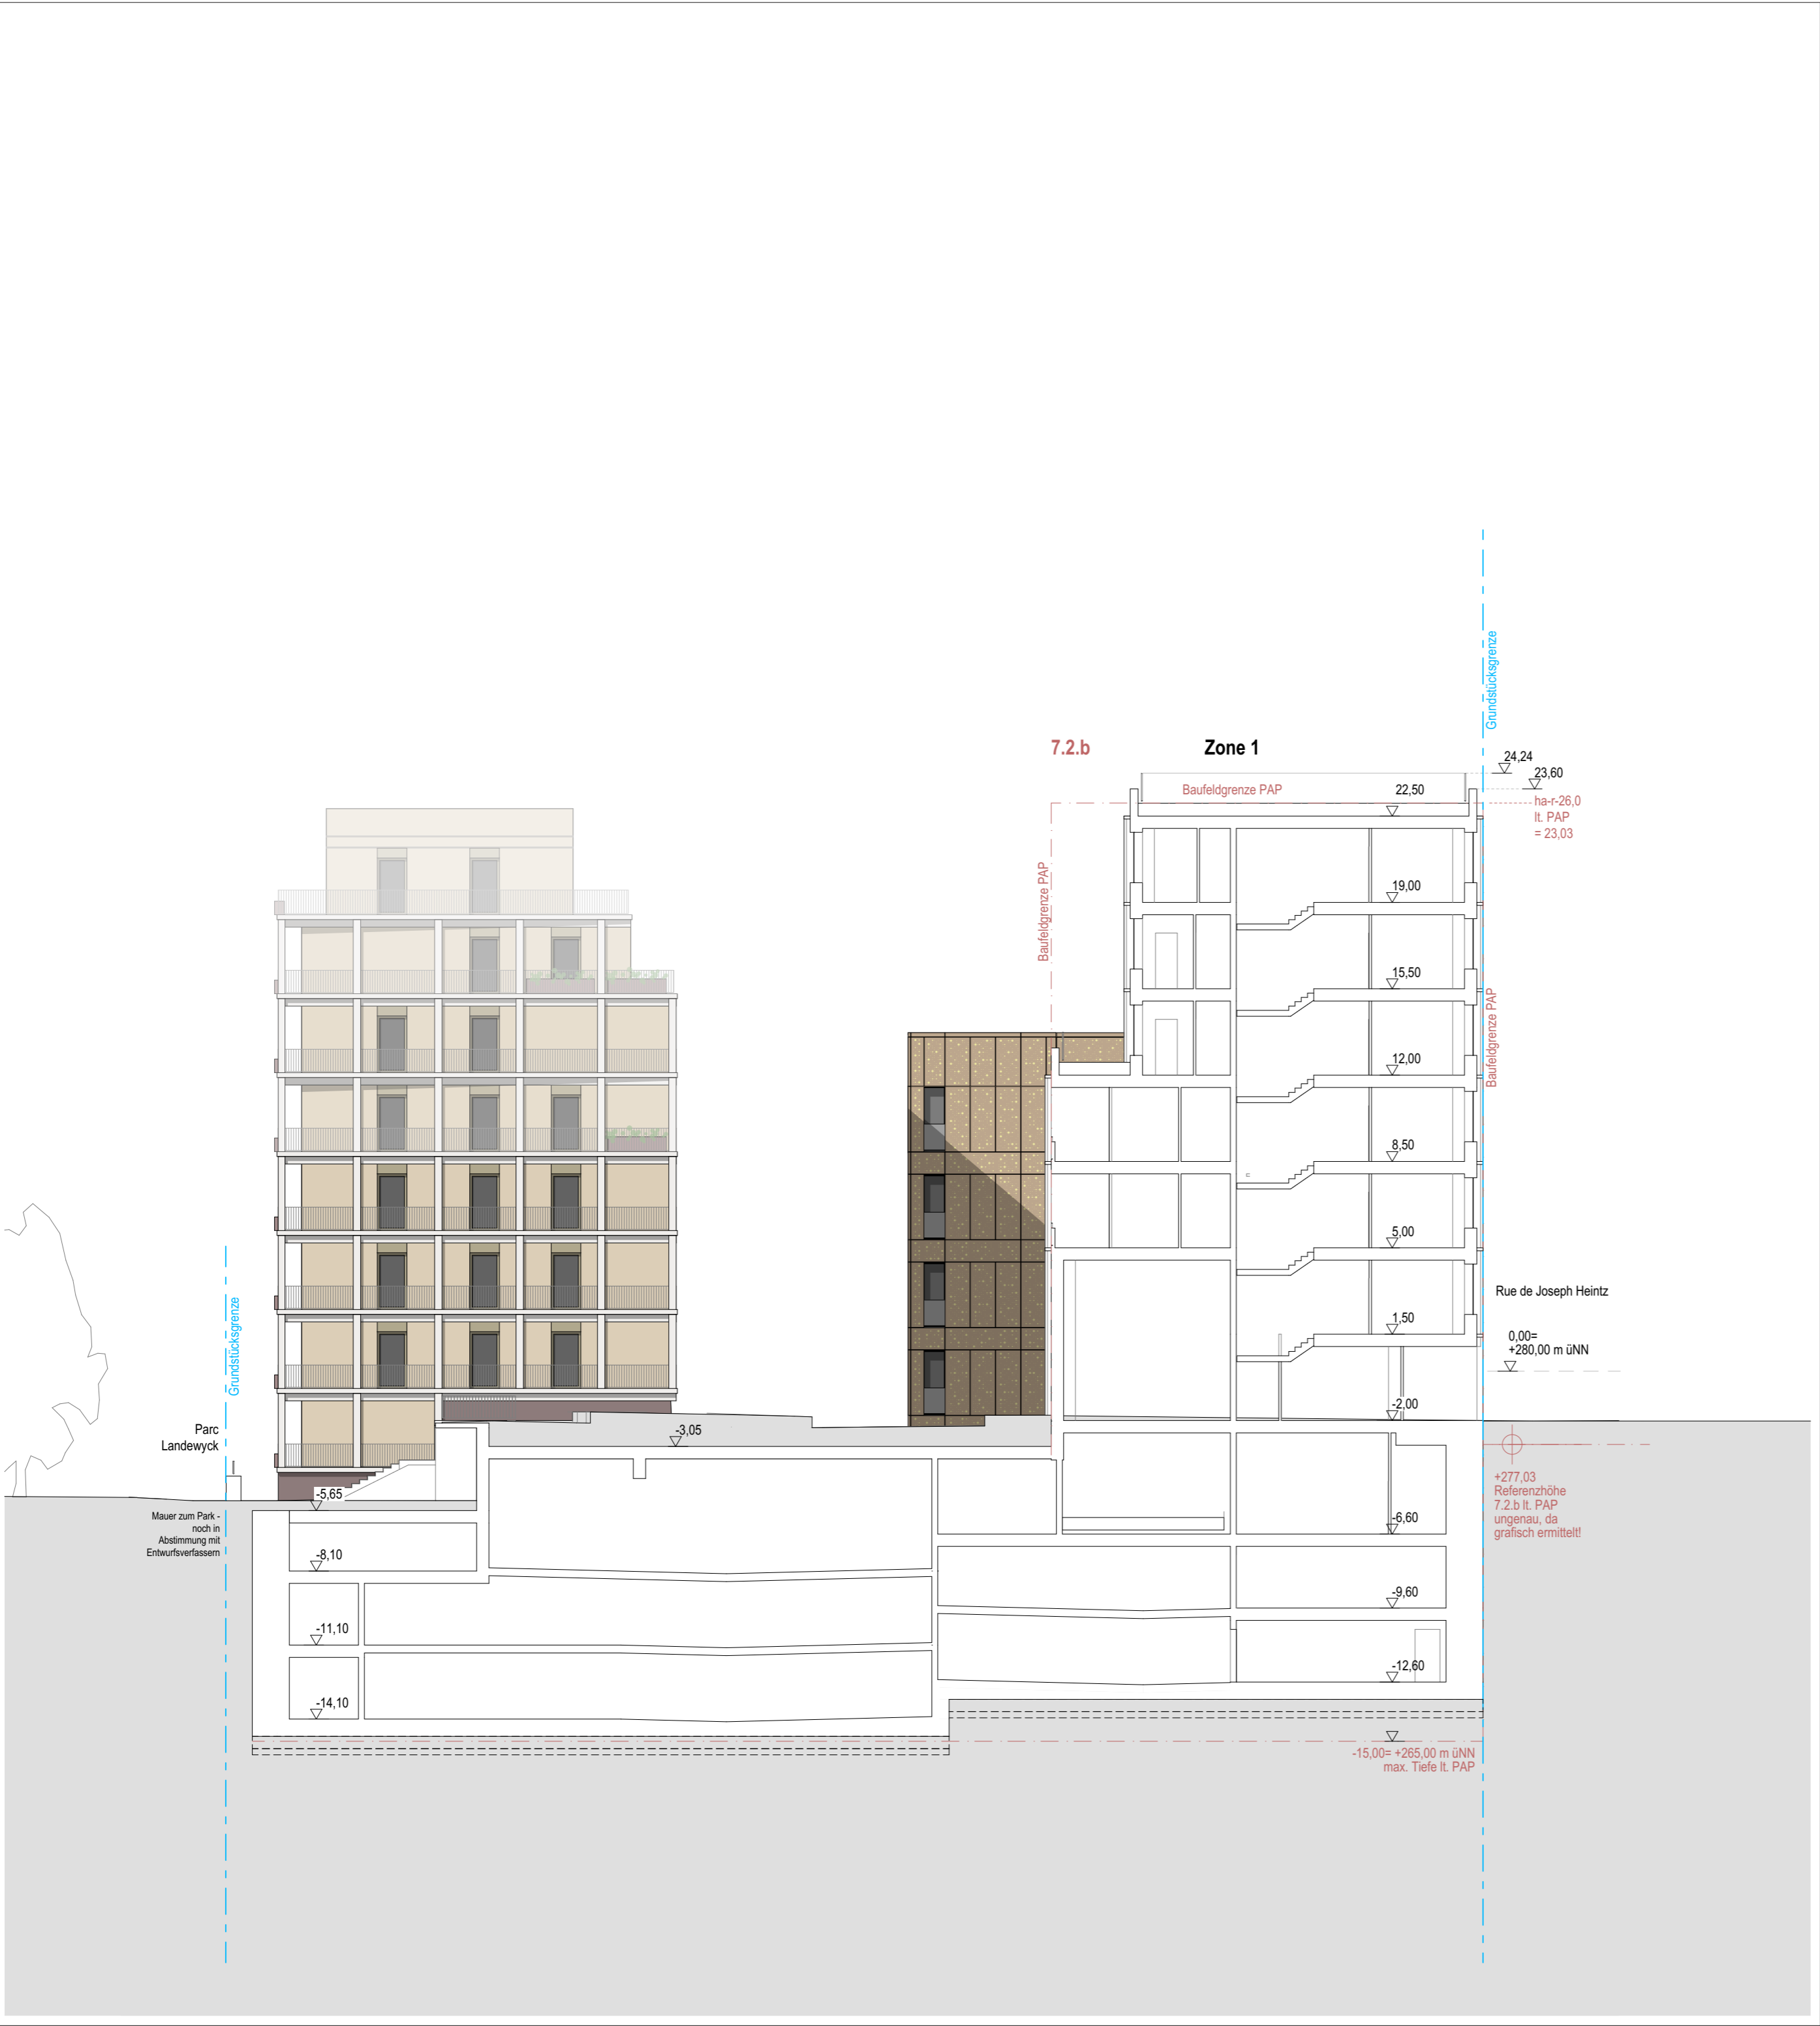 Grundstücksgrenze
7.2.b
Zone 1
24,24
23,60
Baufeldgrenze PAP
22,50
ha-r-26,0
lt. PAP
= 23,03
Baufeldgrenze PAP
19,00
15,50
Baufeldgrenze PAP
12,00
8,50
5,00
Rue de Joseph Heintz
1,50
0,00=
+280,00 m üNN
Grundstücksgrenze
-2,00
Parc
Landewyck
-3,05
+277,03
Referenzhöhe
7.2.b lt. PAP
ungenau, da
grafisch ermittelt!
-5,65
Mauer zum Park -
noch in
Abstimmung mit
Entwurfsverfassern
-6,60
-8,10
-9,60
-11,10
-12,60
-14,10
-15,00= +265,00 m üNN
max. Tiefe lt. PAP